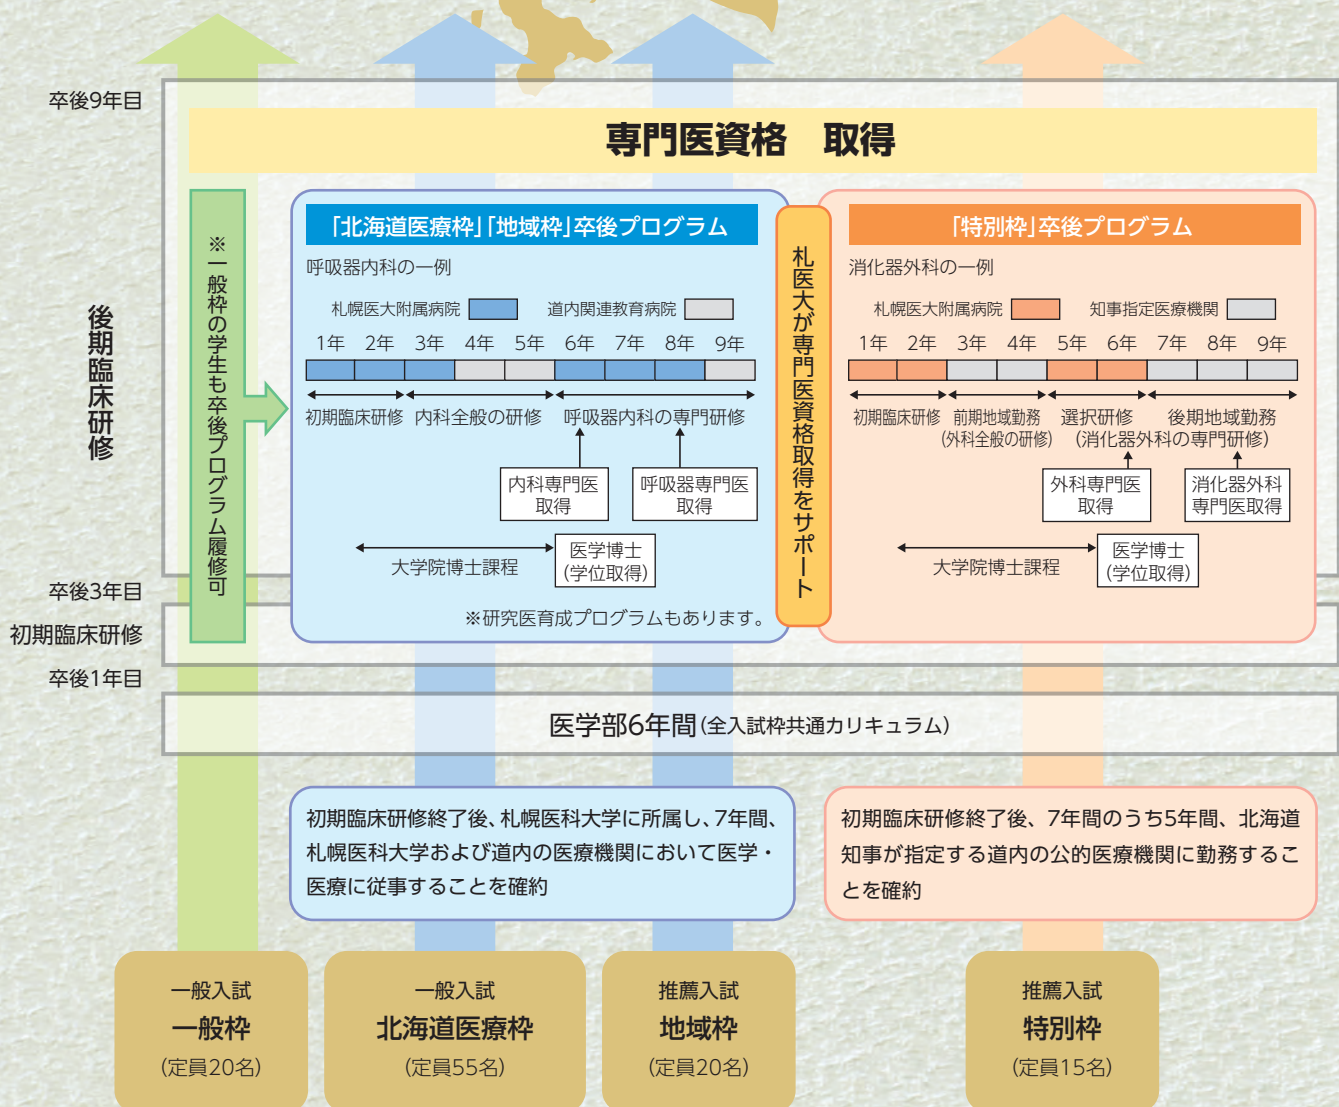 卒後9年目
専門医資格　取得
後期臨床研修
※一般枠の学生も卒後プログラム履修可
「北海道医療枠」「地域枠」卒後プログラム
呼吸器内科の一例
札幌医大附属病院
道内関連教育病院
1年 2年 3年 4年 5年 6年 7年 8年 9年
初期臨床研修 内科全般の研修 呼吸器内科の専門研修
内科専門医
取得
呼吸器専門医
取得
大学院博士課程
医学博士
(学位取得)
※研究医育成プログラムもあります。
札医大が専門医資格取得をサポート
「特別枠」卒後プログラム
消化器外科の一例
札幌医大附属病院
知事指定医療機関
1年 2年 3年 4年 5年 6年 7年 8年 9年
初期臨床研修 前期地域勤務 選択研修 後期地域勤務
(外科全般の研修) (消化器外科の専門研修)
外科専門医
取得
消化器外科
専門医取得
大学院博士課程
医学博士
(学位取得)
卒後3年目
初期臨床研修
卒後1年目
医学部6年間(全入試枠共通カリキュラム)
初期臨床研修終了後、札幌医科大学に所属し、7年間、
札幌医科大学および道内の医療機関において医学・
医療に従事することを確約
初期臨床研修終了後、7年間のうち5年間、北海道
知事が指定する道内の公的医療機関に勤務するこ
とを確約
一般入試
一般枠
(定員20名)
一般入試
北海道医療枠
(定員55名)
推薦入試
地域枠
(定員20名)
推薦入試
特別枠
(定員15名)